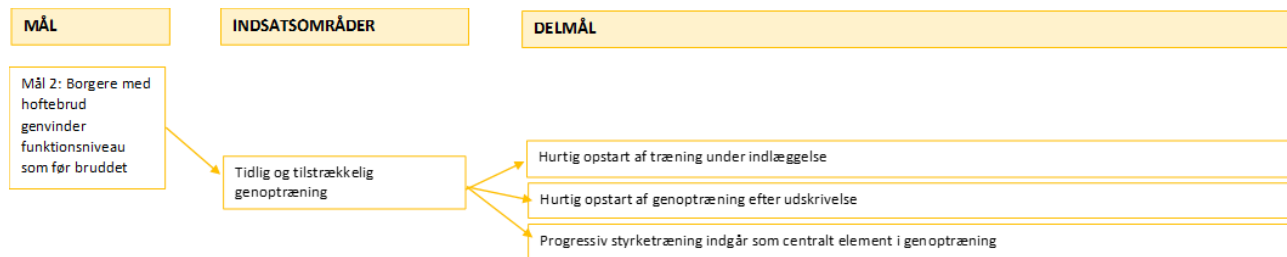 MÅL
INDSATSOMRÅDER
DELMÅL
Mål 2: Borgere med
hoftebrud
genvinder
funktionsniveau
som før bruddet
Tidlig og tilstrækkelig
genoptræning
Hurtig opstart af træning under indlæggelse
Hurtig opstart af genoptræning efter udskrivelse
Progressiv styrketræning indgår som centralt element i genoptræning